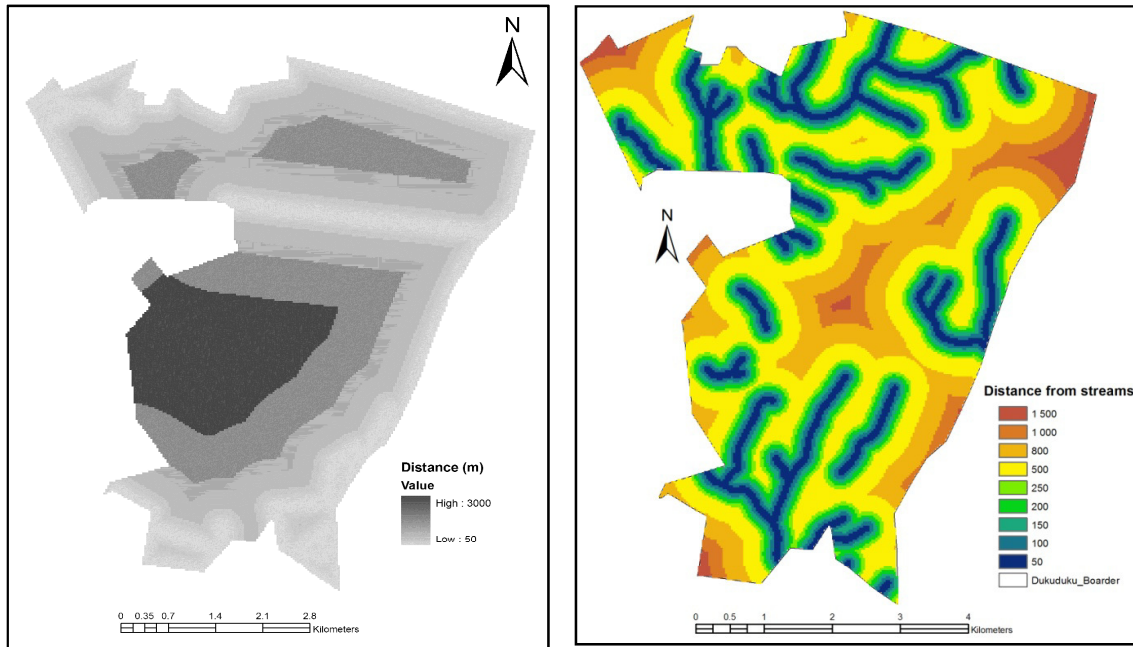 N
Distance (m)
Value
High : 3000
Low : 50
0 0.35 0.7 1.4 2.1 2.8
Kilometers
N
Distance from streams
1 500
1 000
800
500
250
200
150
100
50
Dukuduku_Boarder
0 0.5 1 2 3 4
Kilometers